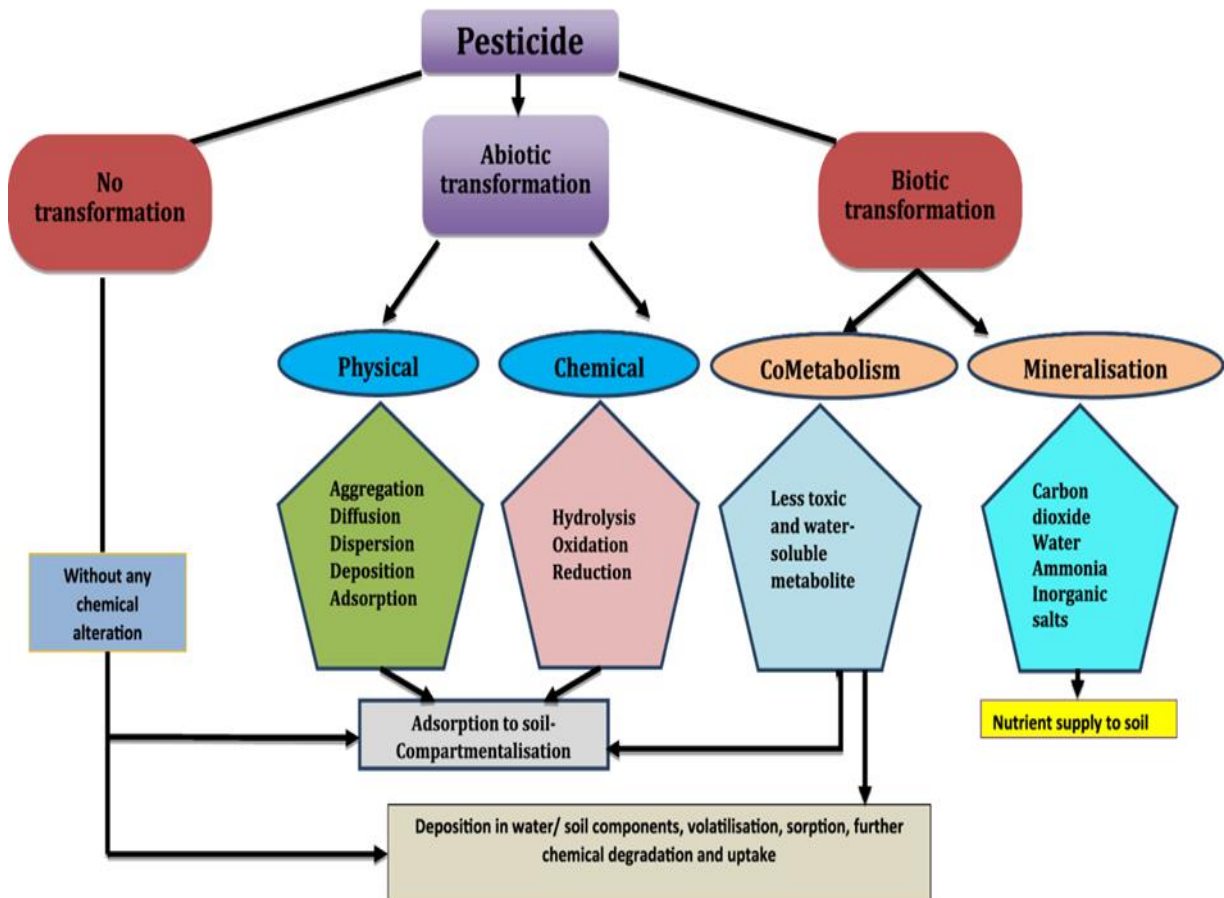 Pesticide
No
transformation
Abiotic
transformation
Biotic
transformation
Physical
Chemical
CoMetabolism
Mineralisation
Aggregation
Diffusion
Dispersion
Deposition
Adsorption
Hydrolysis
Oxidation
Reduction
Less toxic
and water-
soluble
metabolite
Carbon
dioxide
Water
Ammonia
Inorganic
salts
Without any
chemical
alteration
Adsorption to soil-
Compartmentalisation
Nutrient supply to soil
Deposition in water/ soil components, volatilisation, sorption, further
chemical degradation and uptake